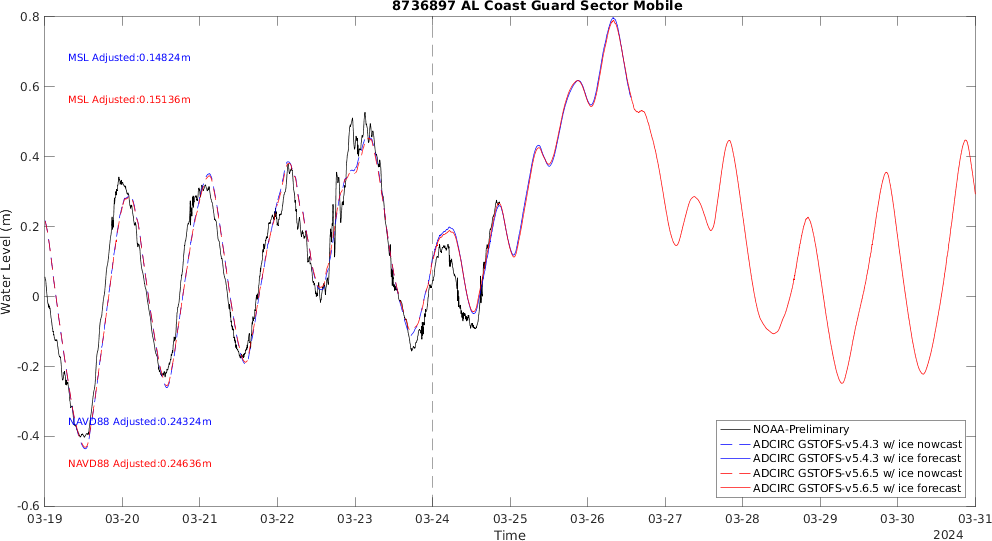 8736897 AL Coast Guard Sector Mobile
0.8
0.6
0.4
0.2
0
-0.2
-0.4
-0.6
Water Level (m)
MSL Adjusted:0.14824m
MSL Adjusted:0.15136m
NAVD88 Adjusted:0.24324m
NAVD88 Adjusted:0.24636m
NOAA-Preliminary
ADCIRC GSTOFS-v5.4.3 w/ ice nowcast
ADCIRC GSTOFS-v5.4.3 w/ ice forecast
ADCIRC GSTOFS-v5.6.5 w/ ice nowcast
ADCIRC GSTOFS-v5.6.5 w/ ice forecast
03-19 03-20 03-21 03-22 03-23 03-24 03-25 03-26 03-27 03-28 03-29 03-30 03-31
Time
2024